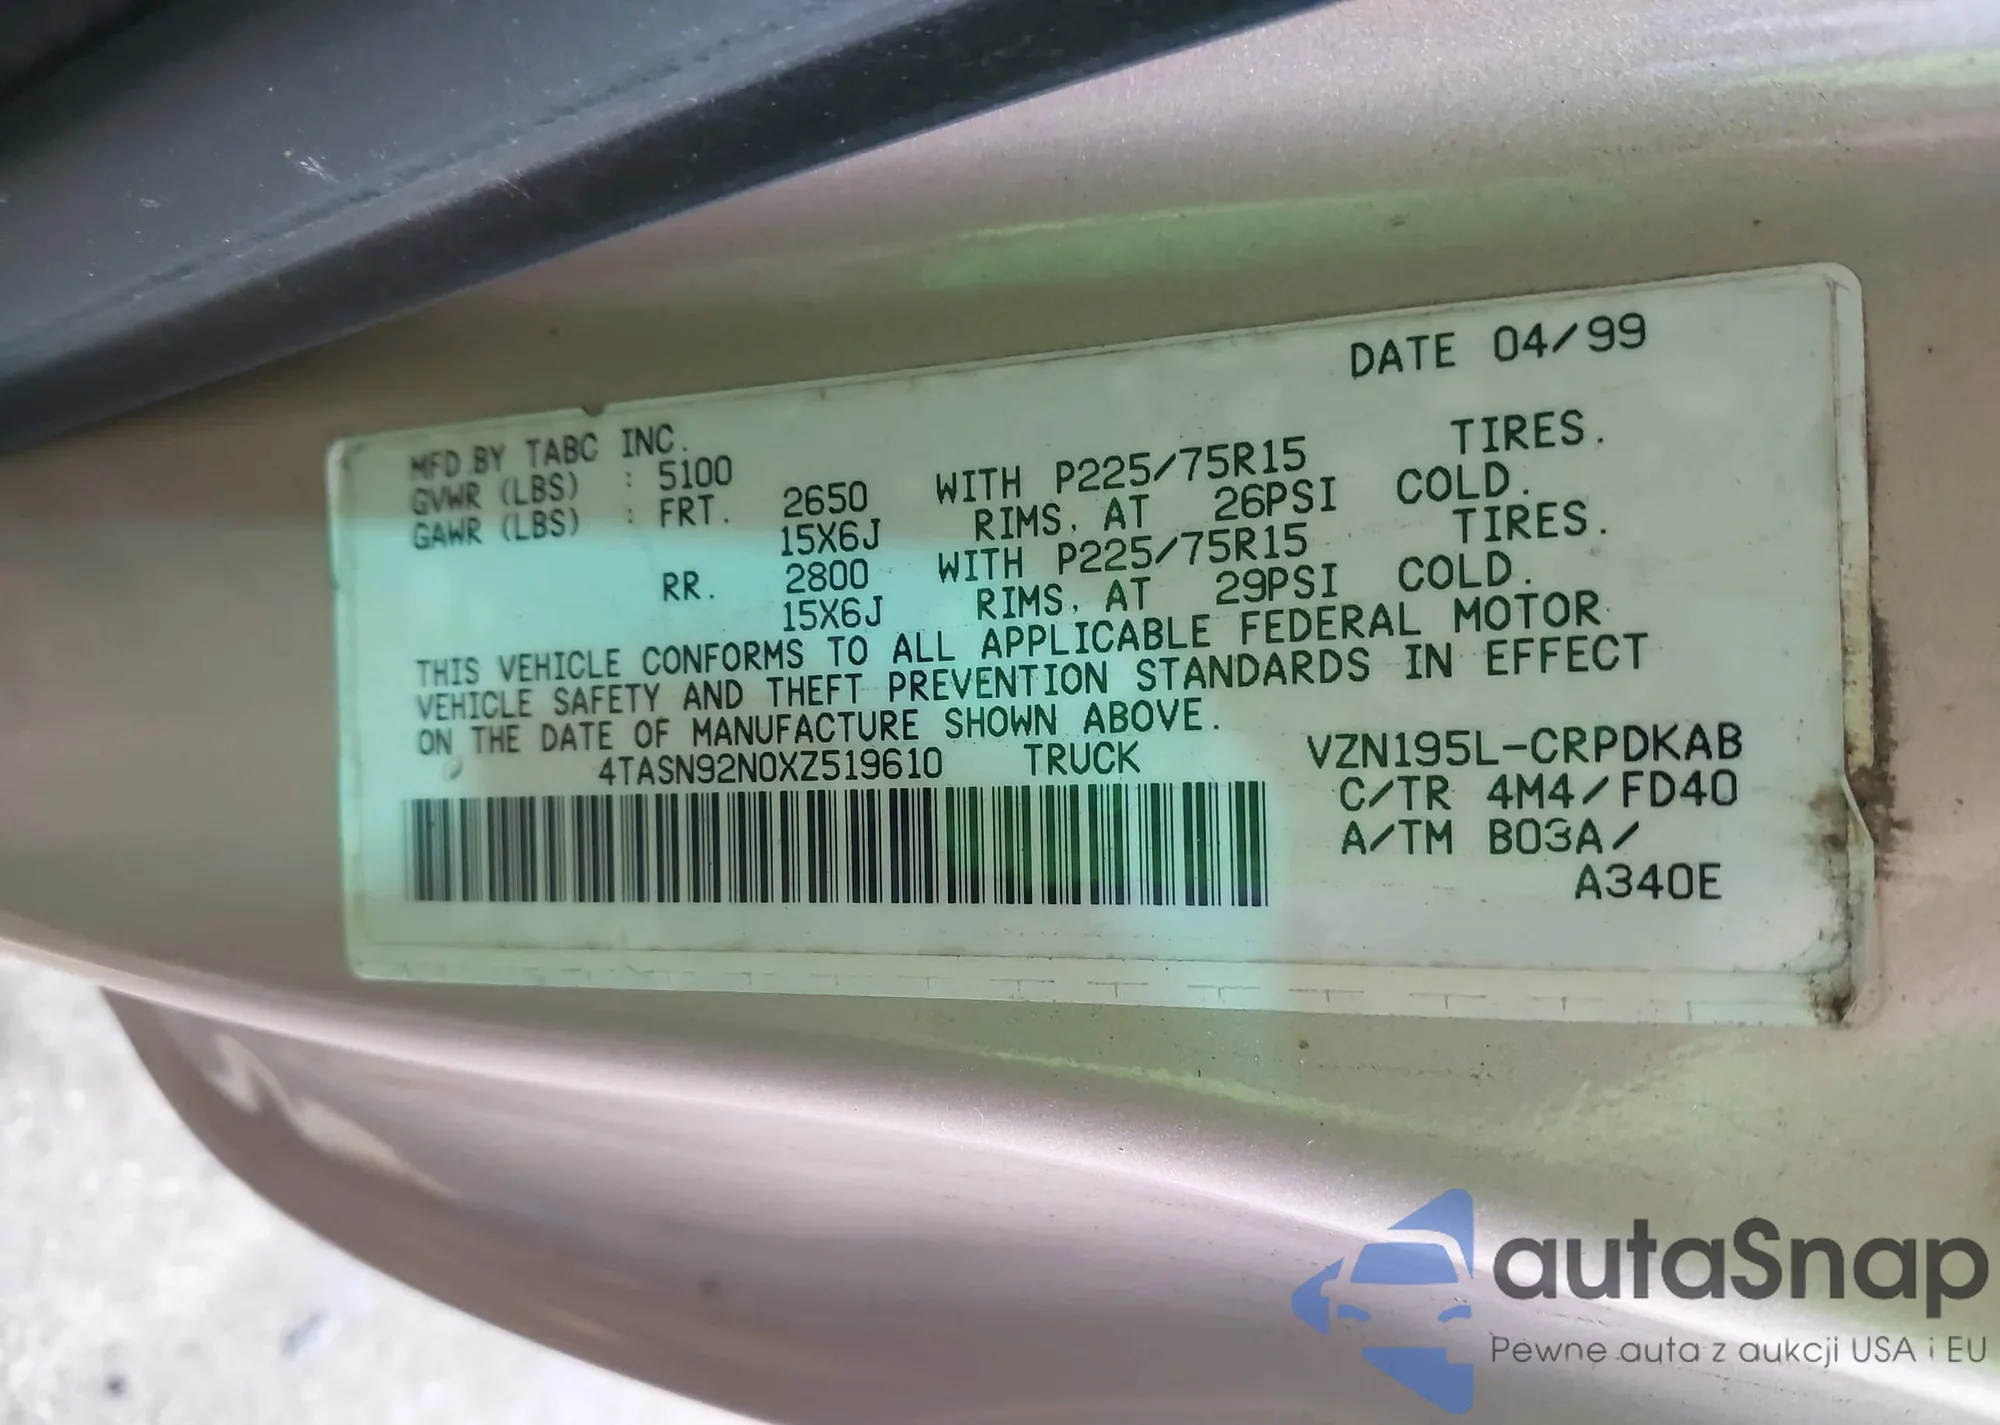 DATE 04/99
MFD.BY TABC INC.
GVWR (LBS) : 5100
GAWR (LBS) : FRT. 2650 WITH P225/75R15 TIRES.
15X6J RIMS, AT 26PSI COLD.
RR. 2800 WITH P225/75R15 TIRES.
15X6J RIMS, AT 29PSI COLD.
THIS VEHICLE CONFORMS TO ALL APPLICABLE FEDERAL MOTOR
VEHICLE SAFETY AND THEFT PREVENTION STANDARDS IN EFFECT
ON THE DATE OF MANUFACTURE SHOWN ABOVE.
4TASN92N0XZ519610 TRUCK VZN195L-CRPDKAB
C/TR 4M4/FD40
A/TM B03A/
A340E
autaSnap
Pewne auta z aukcji USA i EU